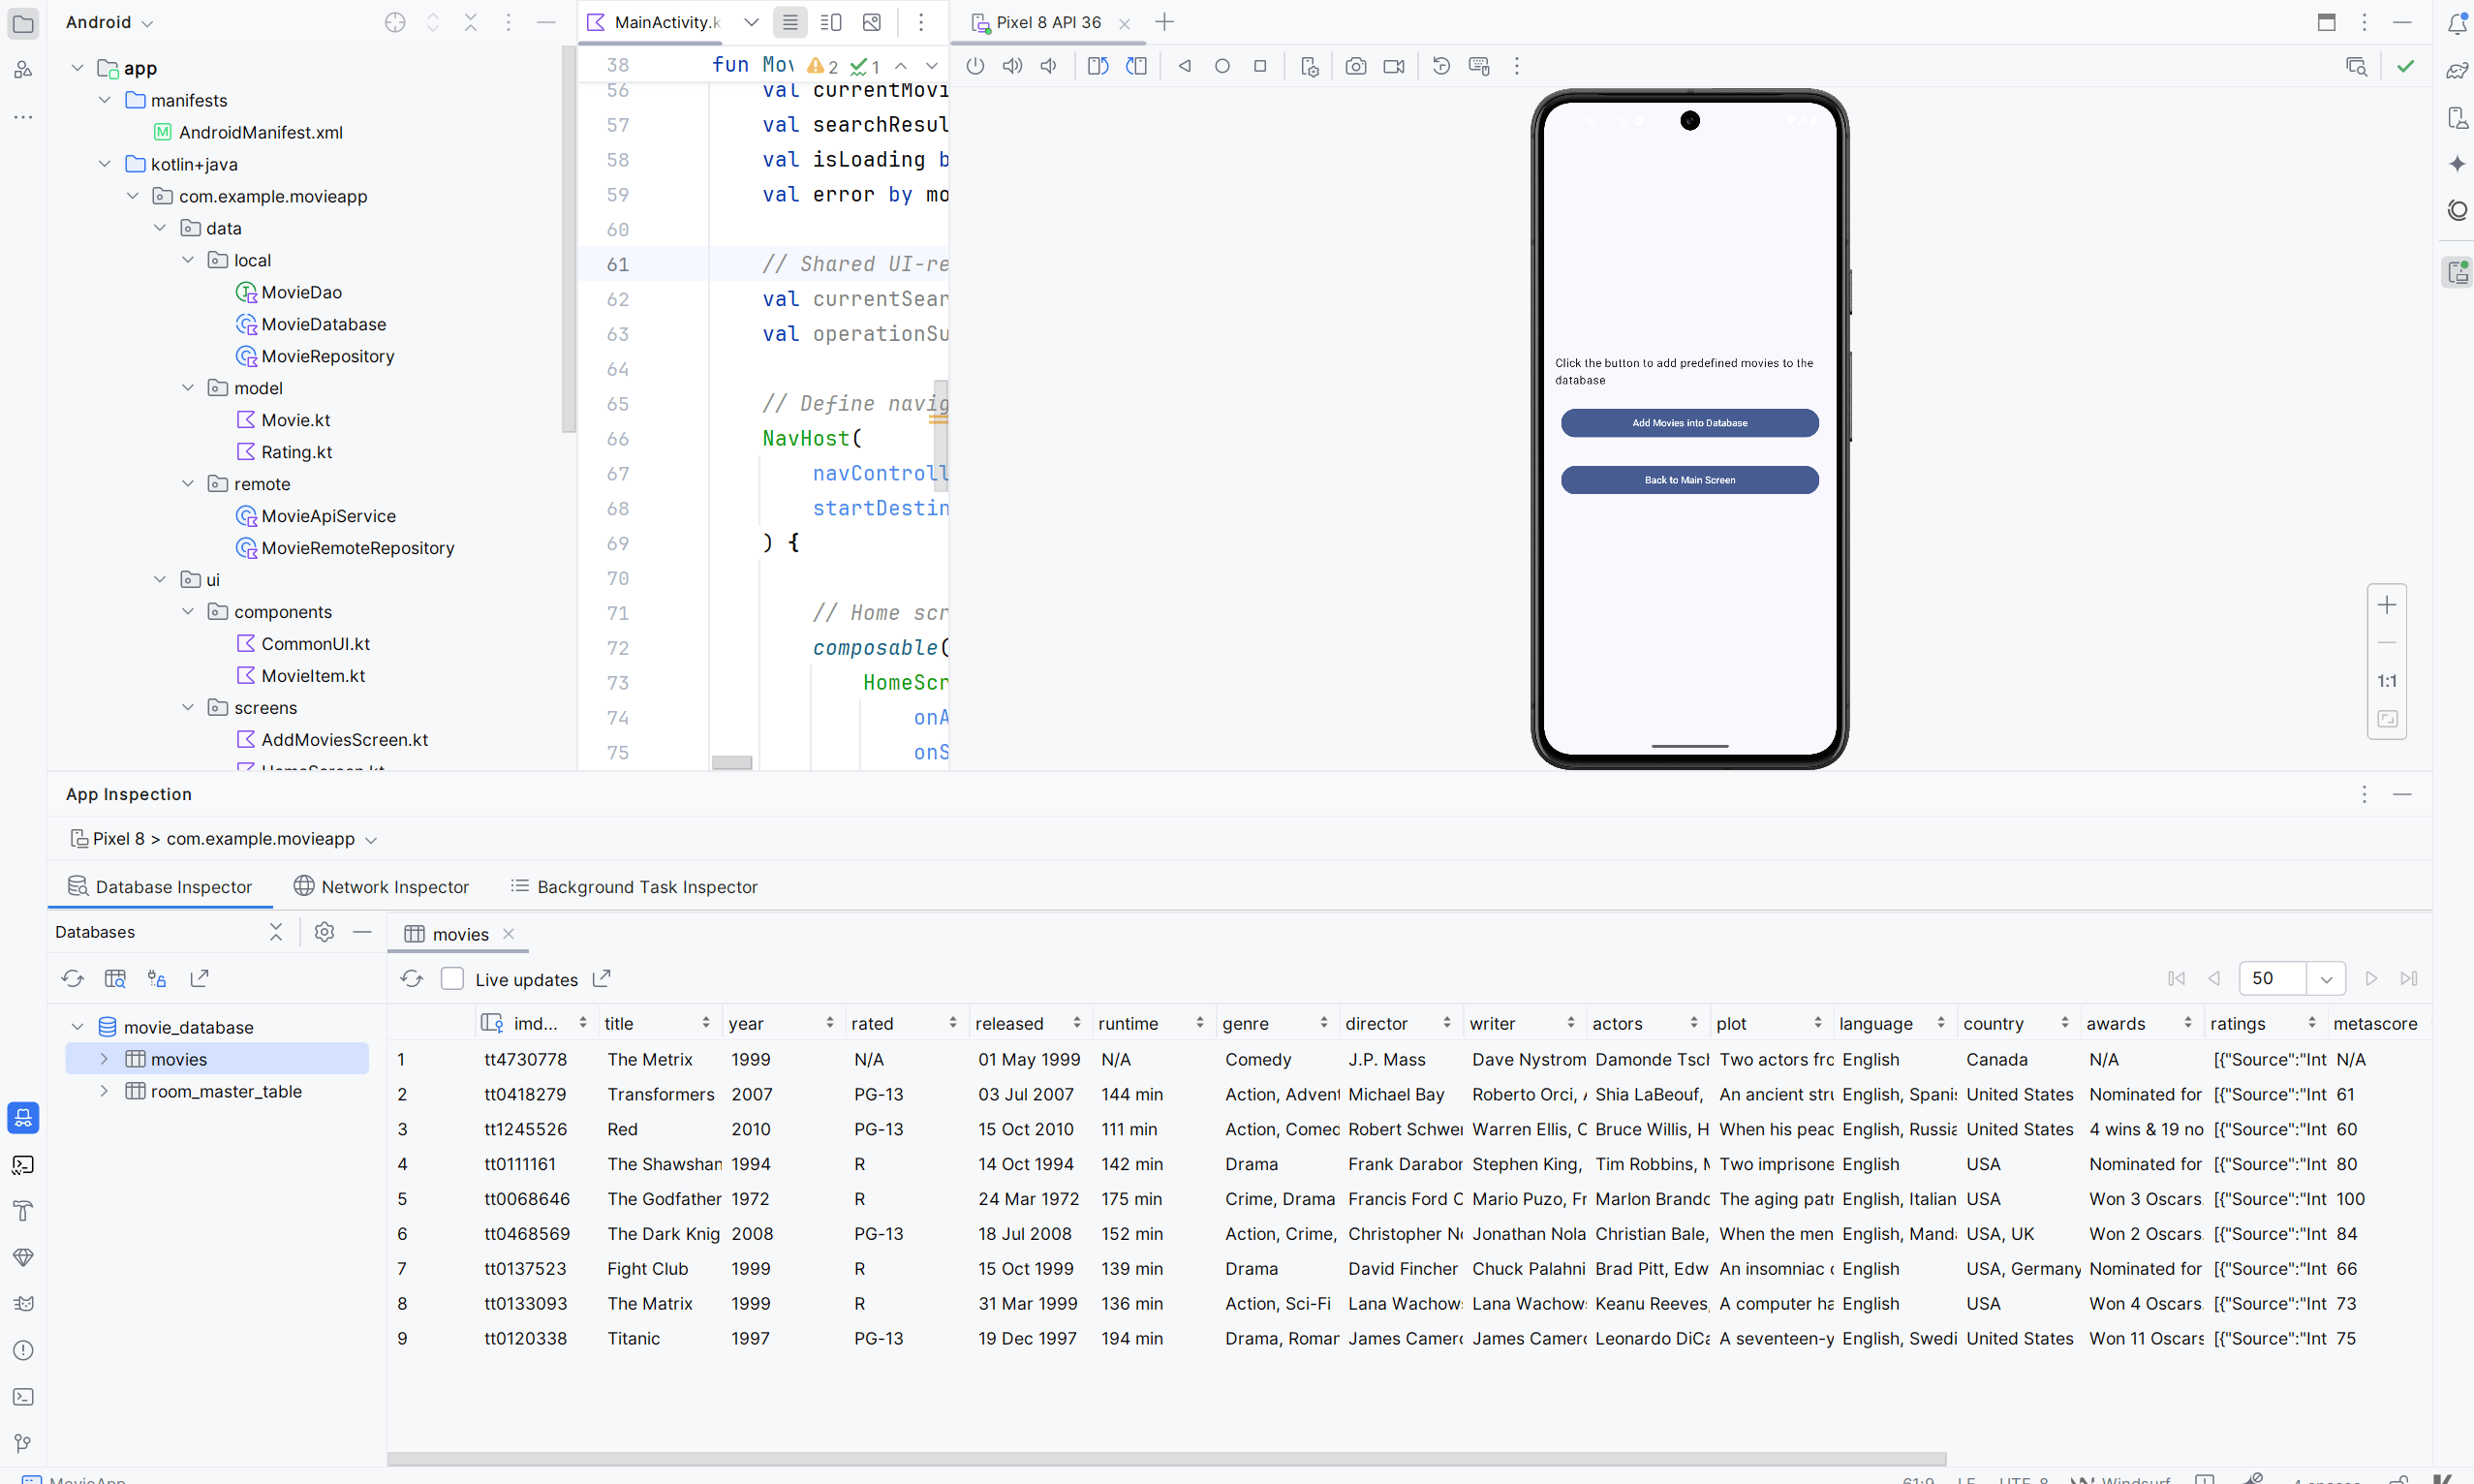 Android
MainActivity.k
Pixel 8 API 36
app
manifests
AndroidManifest.xml
kotlin+java
com.example.movieapp
data
local
MovieDao
MovieDatabase
MovieRepository
model
Movie.kt
Rating.kt
remote
MovieApiService
MovieRemoteRepository
ui
components
CommonUI.kt
MovieItem.kt
screens
AddMoviesScreen.kt
HomeScreen.kt
38 fun Mov 2 1
56 val currentMovi
57 val searchResul
58 val isLoading b
59 val error by mo
60
61 // Shared UI-re
62 val currentSear
63 val operationSu
64
65 // Define navig
66 NavHost(
67 navControll
68 startDestin
69 ) {
70
71 // Home scr
72 composable(
73 HomeScr
74 onA
75 onS
Click the button to add predefined movies to the
database
Add Movies into Database
Back to Main Screen
1:1
App Inspection
Pixel 8 > com.example.movieapp
Database Inspector Network Inspector Background Task Inspector
Databases
movie_database
movies
room_master_table
movies
Live updates 50
imd... title year rated released runtime genre director writer actors plot language country awards ratings metascore
1 tt4730778 The Metrix 1999 N/A 01 May 1999 N/A Comedy J.P. Mass Dave Nystrom Damonde Tscl Two actors frc English Canada N/A [{"Source":"Int N/A
2 tt0418279 Transformers 2007 PG-13 03 Jul 2007 144 min Action, Advent Michael Bay Roberto Orci, Shia LaBeouf, An ancient stru English, Spani United States Nominated for [{"Source":"Int 61
3 tt1245526 Red 2010 PG-13 15 Oct 2010 111 min Action, Comed Robert Schwer Warren Ellis, C Bruce Willis, H When his peac English, Russia United States 4 wins & 19 no [{"Source":"Int 60
4 tt0111161 The Shawshan 1994 R 14 Oct 1994 142 min Drama Frank Darabor Stephen King, Tim Robbins, M Two imprisone English USA Nominated for [{"Source":"Int 80
5 tt0068646 The Godfather 1972 R 24 Mar 1972 175 min Crime, Drama Francis Ford C Mario Puzo, Fr Marlon Brando The aging patr English, Italian USA Won 3 Oscars. [{"Source":"Int 100
6 tt0468569 The Dark Knig 2008 PG-13 18 Jul 2008 152 min Action, Crime, Christopher No Jonathan Nola Christian Bale, When the men English, Manda USA, UK Won 2 Oscars. [{"Source":"Int 84
7 tt0137523 Fight Club 1999 R 15 Oct 1999 139 min Drama David Fincher Chuck Palahni Brad Pitt, Edw An insomniac English USA, Germany Nominated for [{"Source":"Int 66
8 tt0133093 The Matrix 1999 R 31 Mar 1999 136 min Action, Sci-Fi Lana Wachows Lana Wachows Keanu Reeves, A computer ha English USA Won 4 Oscars. [{"Source":"Int 73
9 tt0120338 Titanic 1997 PG-13 19 Dec 1997 194 min Drama, Romar James Camero James Camero Leonardo DiCa A seventeen-y English, Swedi United States Won 11 Oscars [{"Source":"Int 75
MovieApp 61:9 LF UTF-8 Windsurf 4 spaces